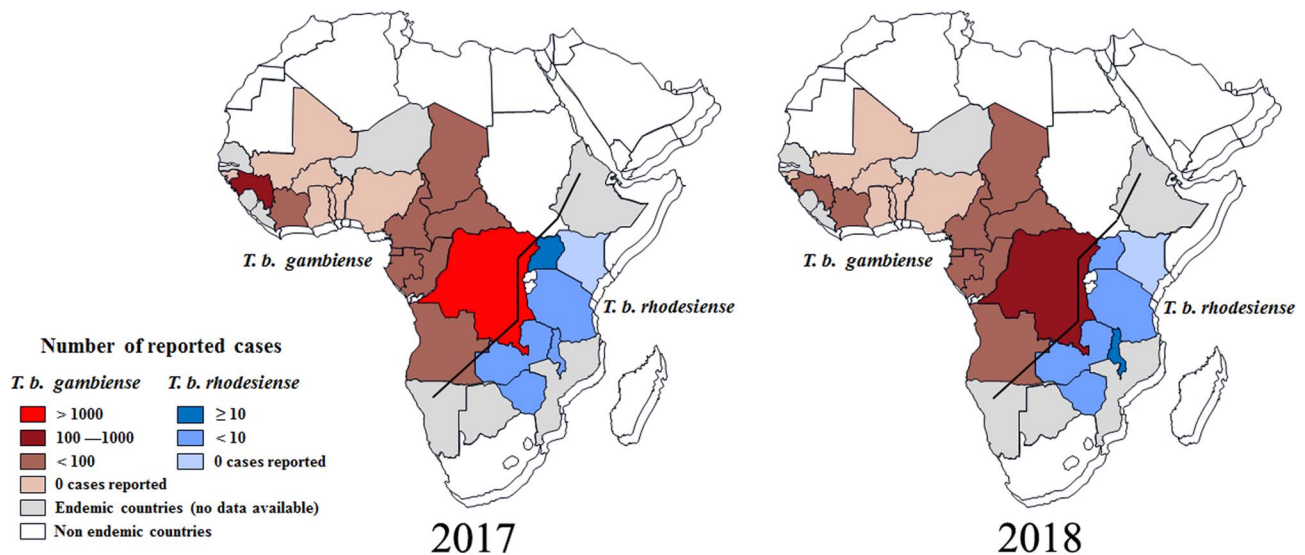 T. b. gambiense
T. b. rhodesiense
T. b. gambiense
T. b. rhodesiense
Number of reported cases
T. b. gambiense T. b. rhodesiense
> 1000 ≥ 10
100 —1000 < 10
< 100 0 cases reported
0 cases reported
Endemic countries (no data available)
Non endemic countries
2017 2018